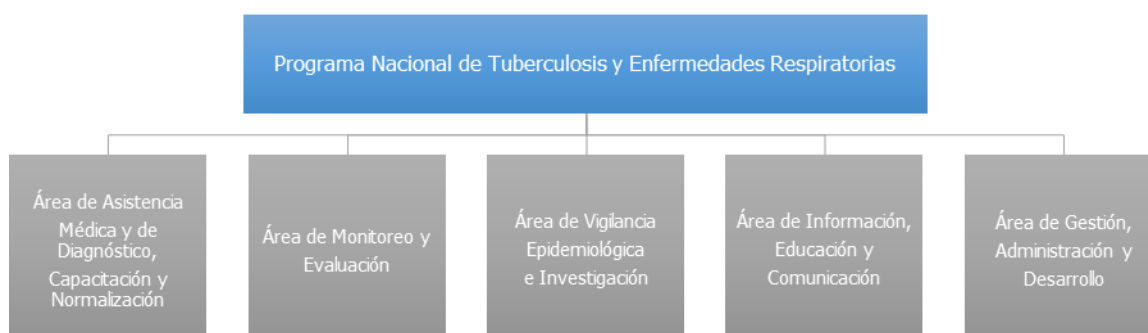 Programa Nacional de Tuberculosis y Enfermedades Respiratorias
Área de Asistencia
Médica y de
Diagnóstico,
Capacitación y
Normalización
Área de Monitoreo y
Evaluación
Área de Vigilancia
Epidemiológica
e Investigación
Área de Información,
Educación y
Comunicación
Área de Gestión,
Administración y
Desarrollo